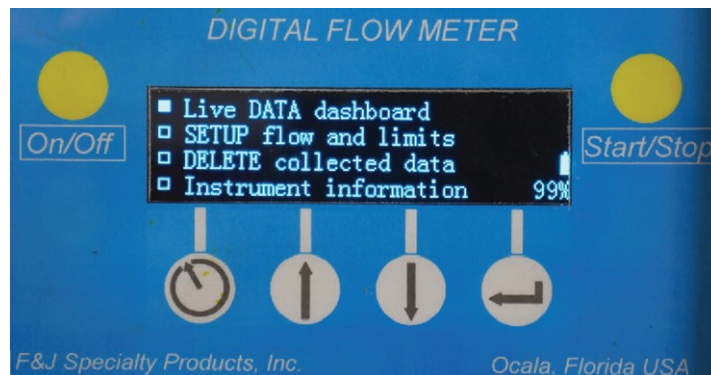 DIGITAL FLOW METER
On/Off
Live DATA dashboard
SETUP flow and limits
DELETE collected data
Instrument information 99%
Start/Stop
F&J Specialty Products, Inc.
Ocala, Florida USA